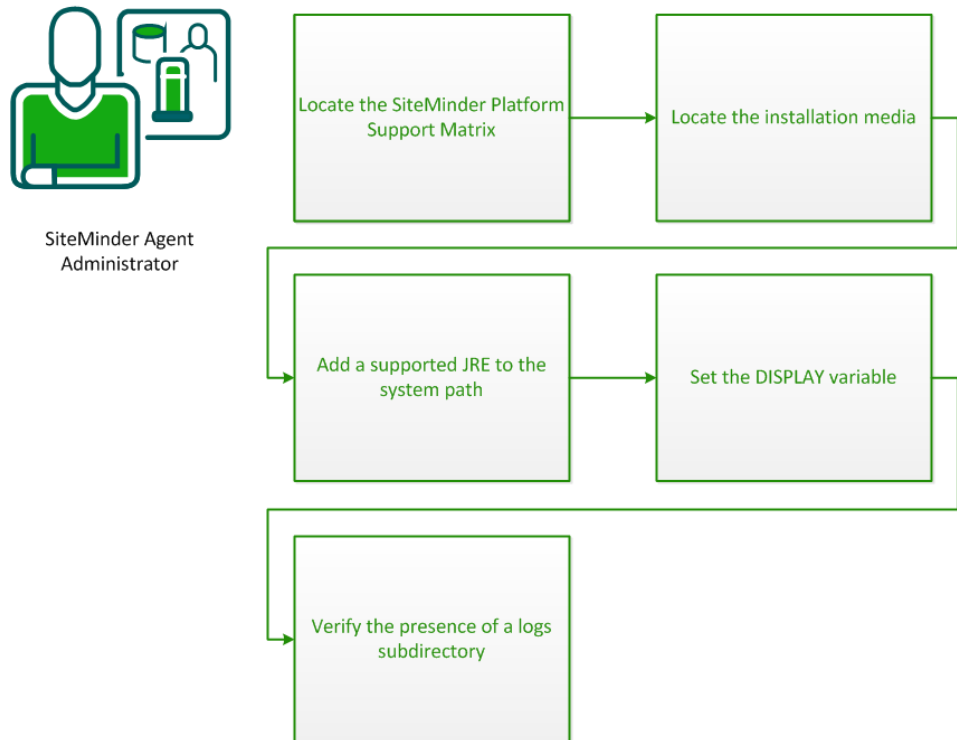 Locate the SiteMinder Platform
Support Matrix
Locate the installation media
SiteMinder Agent
Administrator
Add a supported JRE to the
system path
Set the DISPLAY variable
Verify the presence of a logs
subdirectory